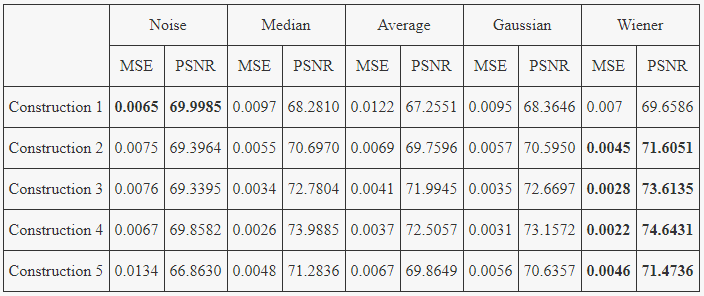 Noise Median Average Gaussian Wiener
MSE PSNR MSE PSNR MSE PSNR MSE PSNR MSE PSNR
Construction 1 0.0065 69.9985 0.0097 68.2810 0.0122 67.2551 0.0095 68.3646 0.007 69.6586
Construction 2 0.0075 69.3964 0.0055 70.6970 0.0069 69.7596 0.0057 70.5950 0.0045 71.6051
Construction 3 0.0076 69.3395 0.0034 72.7804 0.0041 71.9945 0.0035 72.6697 0.0028 73.6135
Construction 4 0.0067 69.8582 0.0026 73.9885 0.0037 72.5057 0.0031 73.1572 0.0022 74.6431
Construction 5 0.0134 66.8630 0.0048 71.2836 0.0067 69.8649 0.0056 70.6357 0.0046 71.4736